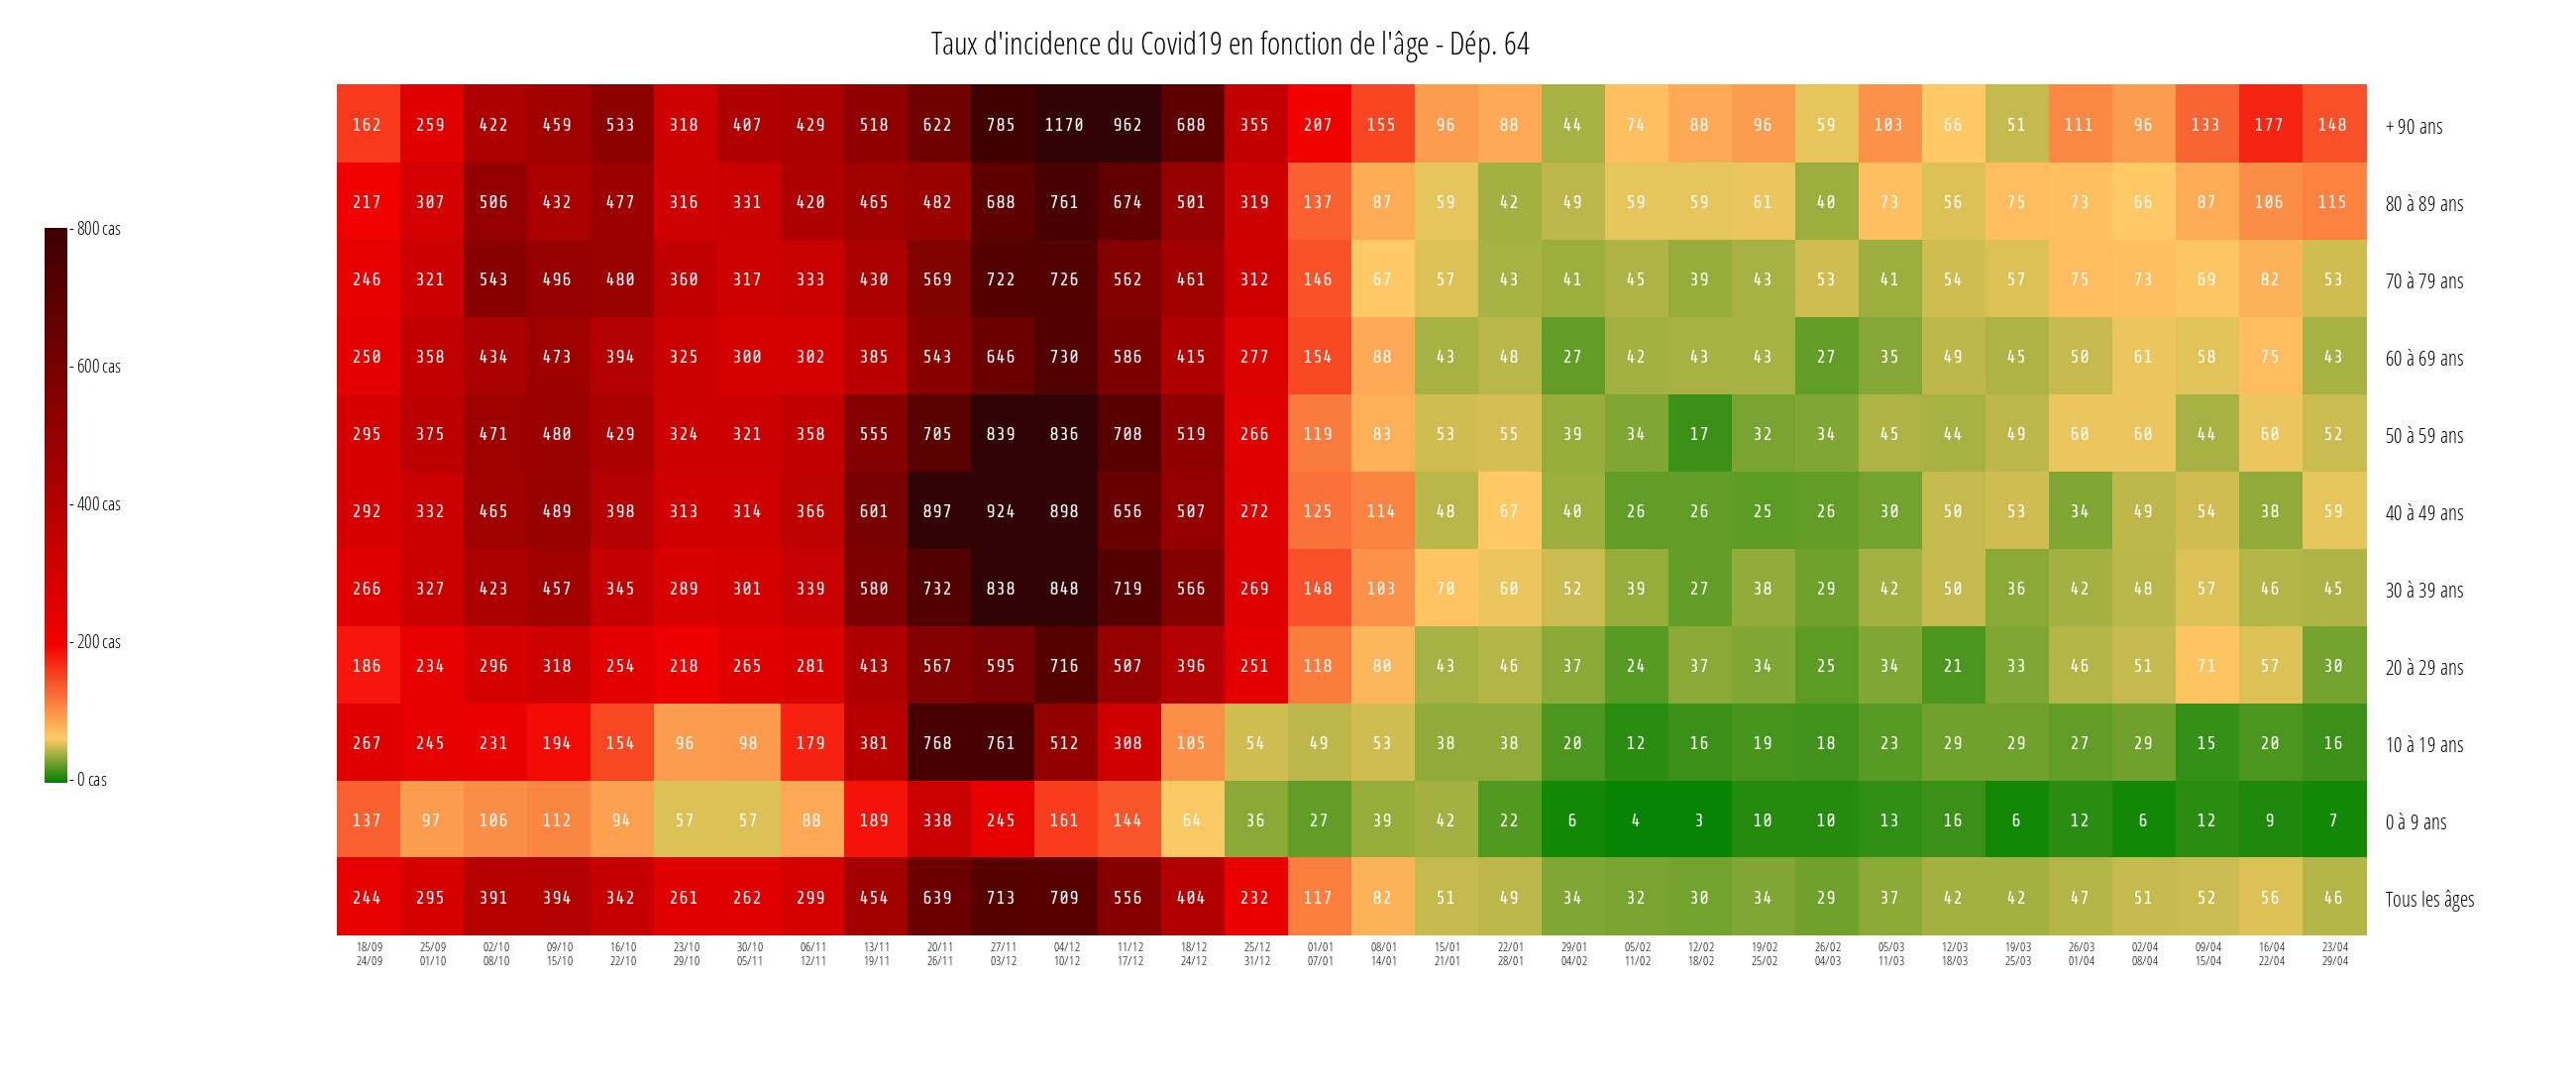 Taux d'incidence du Covid19 en fonction de l'âge - Dép. 64
- 800 cas
- 600 cas
- 400 cas
- 200 cas
- 0 cas
162 259 422 459 533 318 407 429 518 622 785 1170 962 688 355 207 155 96 88 44 74 88 96 59 103 66 51 111 96 133 177 148 + 90 ans
217 307 506 432 477 316 331 420 465 482 688 761 674 501 319 137 87 59 42 49 59 59 61 40 73 56 75 73 66 87 106 115 80 à 89 ans
246 321 543 496 480 360 317 333 430 569 722 726 562 461 312 146 67 57 43 41 45 39 43 53 41 54 57 75 73 69 82 53 70 à 79 ans
250 358 434 473 394 325 300 302 385 543 646 730 586 415 277 154 88 43 48 27 42 43 43 27 35 49 45 50 61 58 75 43 60 à 69 ans
295 375 471 480 429 324 321 358 555 705 839 836 708 519 266 119 83 53 55 39 34 17 32 34 45 44 49 60 60 44 60 52 50 à 59 ans
292 332 465 489 398 313 314 366 601 897 924 898 656 507 272 125 114 48 67 40 26 26 25 26 30 50 53 34 49 54 38 59 40 à 49 ans
266 327 423 457 345 289 301 339 580 732 838 848 719 566 269 148 103 70 60 52 39 27 38 29 42 50 36 42 48 57 46 45 30 à 39 ans
186 234 296 318 254 218 265 281 413 567 595 716 507 396 251 118 80 43 46 37 24 37 34 25 34 21 33 46 51 71 57 30 20 à 29 ans
267 245 231 194 154 96 98 179 381 768 761 512 308 105 54 49 53 38 38 20 12 16 19 18 23 29 29 27 29 15 20 16 10 à 19 ans
137 97 106 112 94 57 57 88 189 338 245 161 144 64 36 27 39 42 22 6 4 3 10 10 13 16 6 12 6 12 9 7 0 à 9 ans
244 295 391 394 342 261 262 299 454 639 713 709 556 404 232 117 82 51 49 34 32 30 34 29 37 42 42 47 51 52 56 46 Tous les âges
18/09 25/09 02/10 09/10 16/10 23/10 30/10 06/11 13/11 20/11 27/11 04/12 11/12 18/12 25/12 01/01 08/01 15/01 22/01 29/01 05/02 12/02 19/02 26/02 05/03 12/03 19/03 26/03 02/04 09/04 16/04 23/04
24/09 01/10 08/10 15/10 22/10 29/10 05/11 12/11 19/11 26/11 03/12 10/12 17/12 24/12 31/12 07/01 14/01 21/01 28/01 04/02 11/02 18/02 25/02 04/03 11/03 18/03 25/03 01/04 08/04 15/04 22/04 29/04